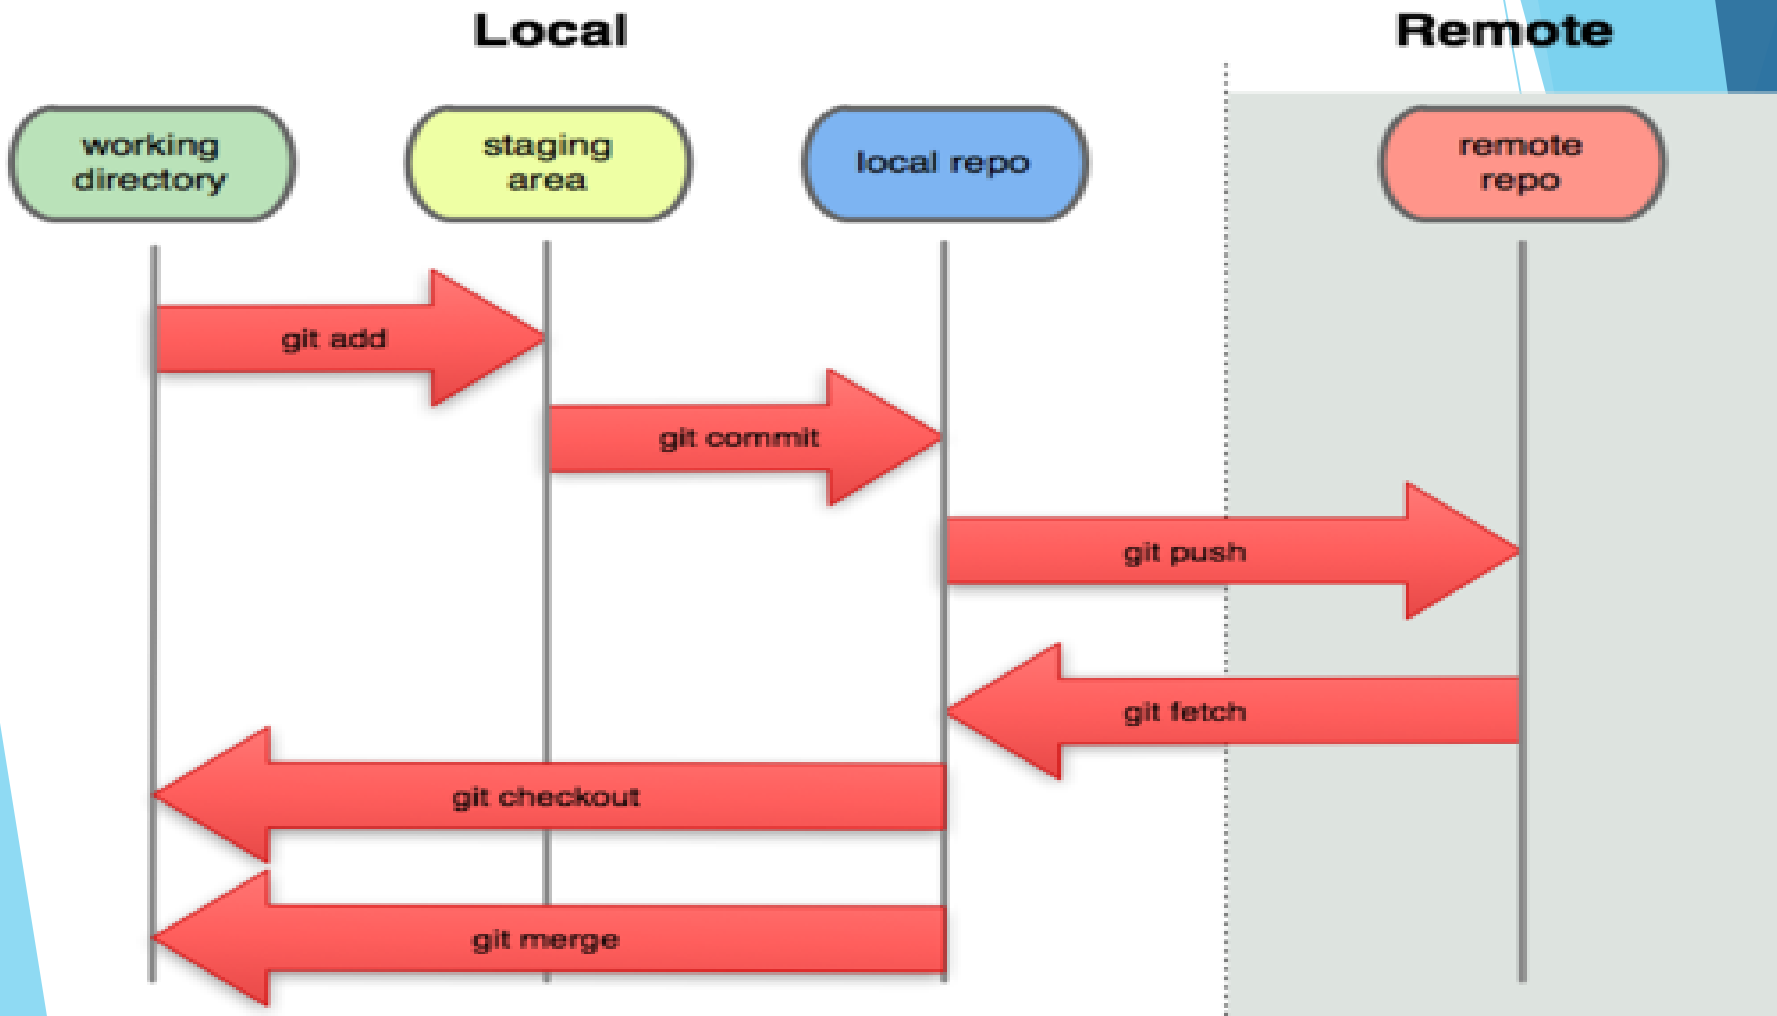 Local
Remote
working
directory
staging
area
local repo
remote
repo
git add
git commit
git push
git fetch
git checkout
git merge